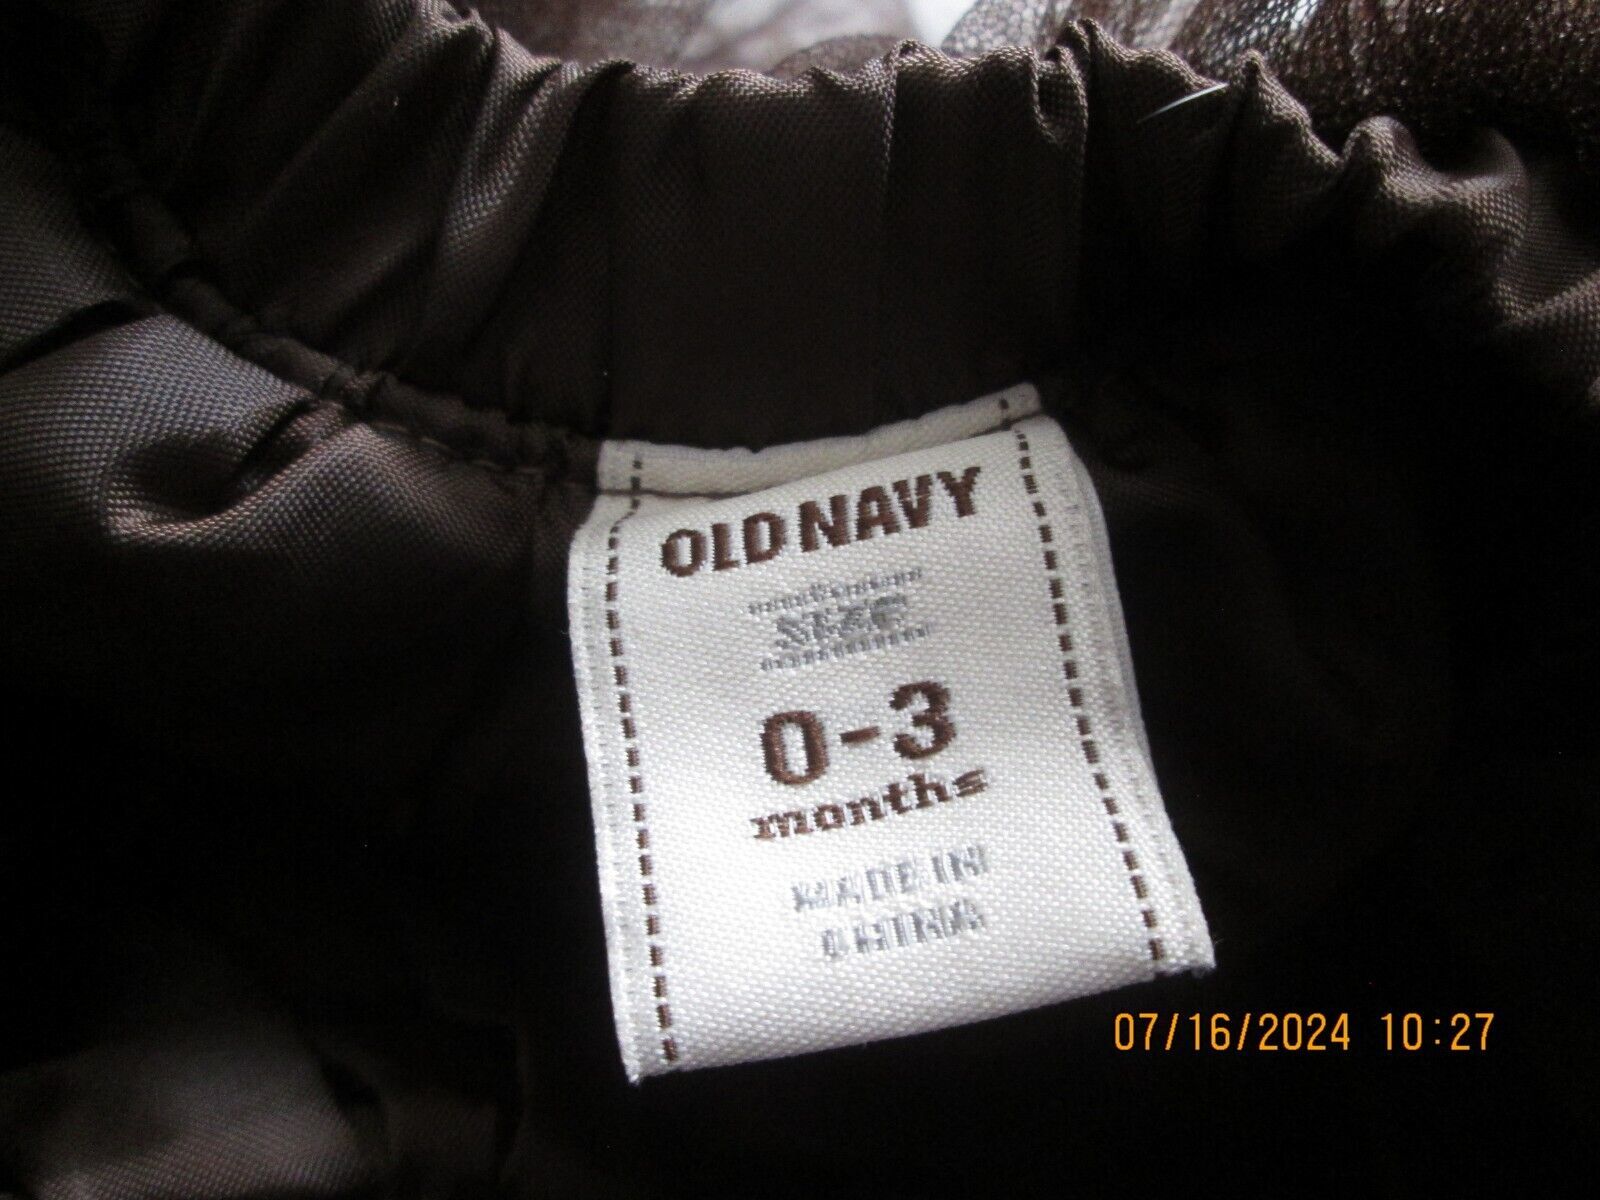 OLD NAVY
SIZE
0-3
months
MADE IN
CHINA
07/16/2024 10:27